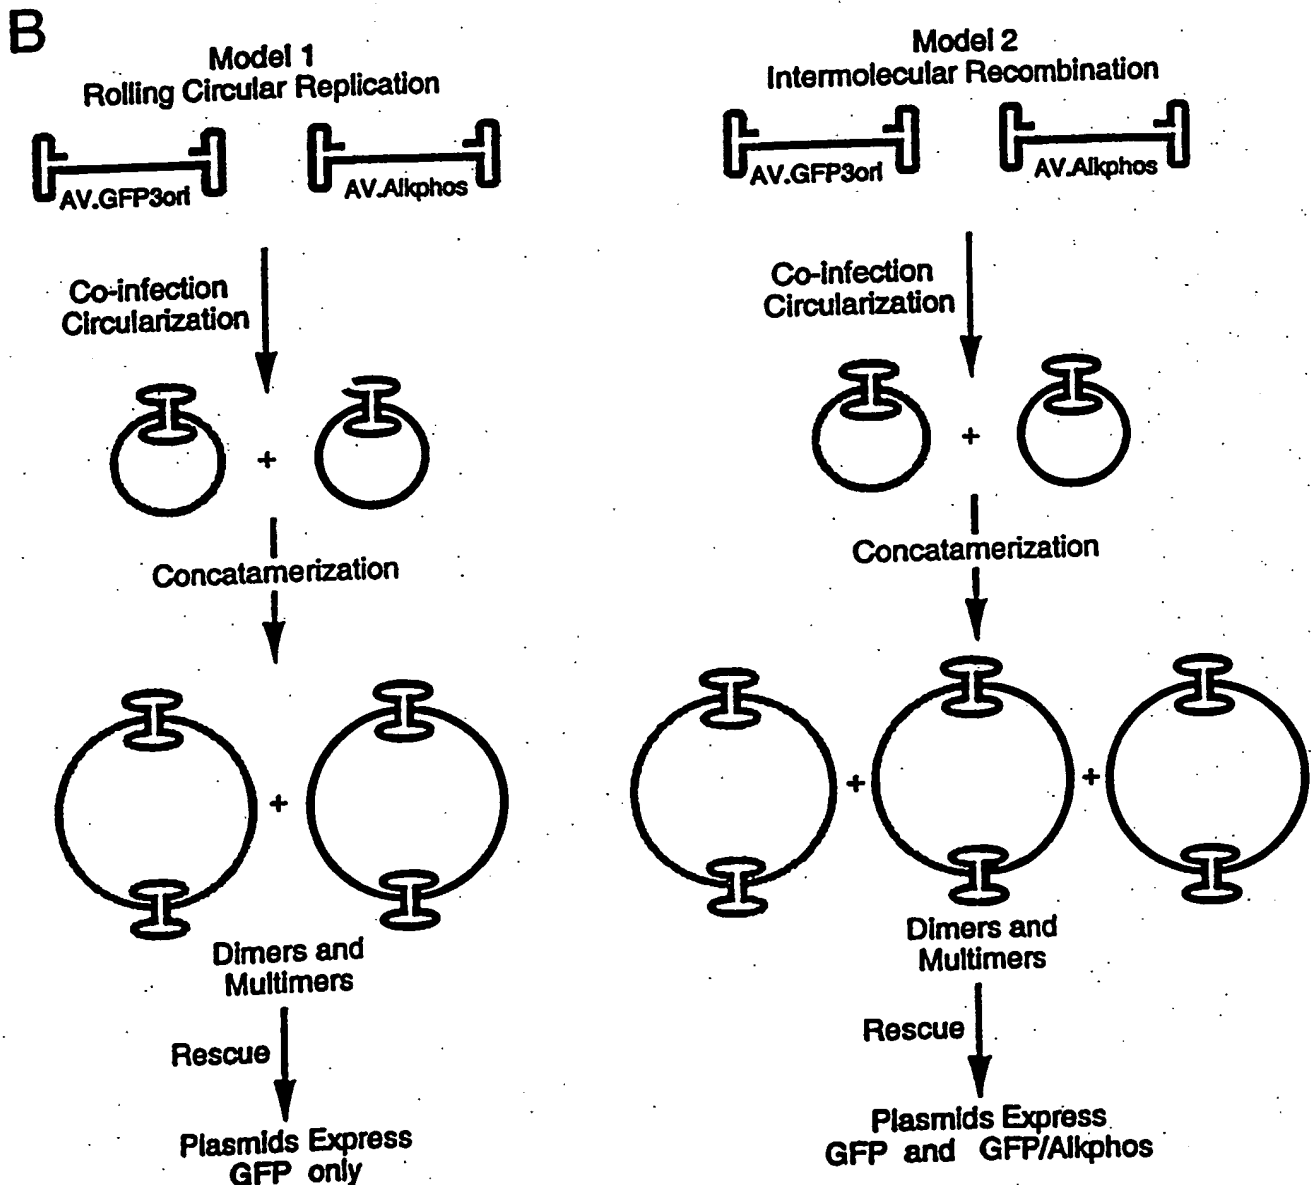 B
Model 1
Rolling Circular Replication
AV.GFP3ori
AV.Alkphos
Co-infection
Circularization
+
Concatamerization
+
Dimers and
Multimers
Rescue
Plasmids Express
GFP only
Model 2
Intermolecular Recombination
AV.GFP3ori
AV.Alkphos
Co-infection
Circularization
+
Concatamerization
+
+
Dimers and
Multimers
Rescue
Plasmids Express
GFP and GFP/Alkphos